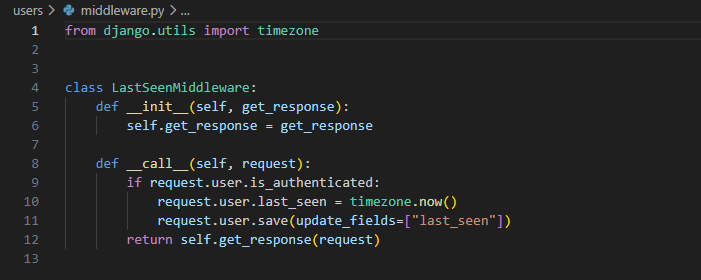 users > middleware.py > ...
1 from django.utils import timezone
2
3
4 class LastSeenMiddleware:
5     def __init__(self, get_response):
6         self.get_response = get_response
7
8     def __call__(self, request):
9         if request.user.is_authenticated:
10             request.user.last_seen = timezone.now()
11             request.user.save(update_fields=["last_seen"])
12         return self.get_response(request)
13